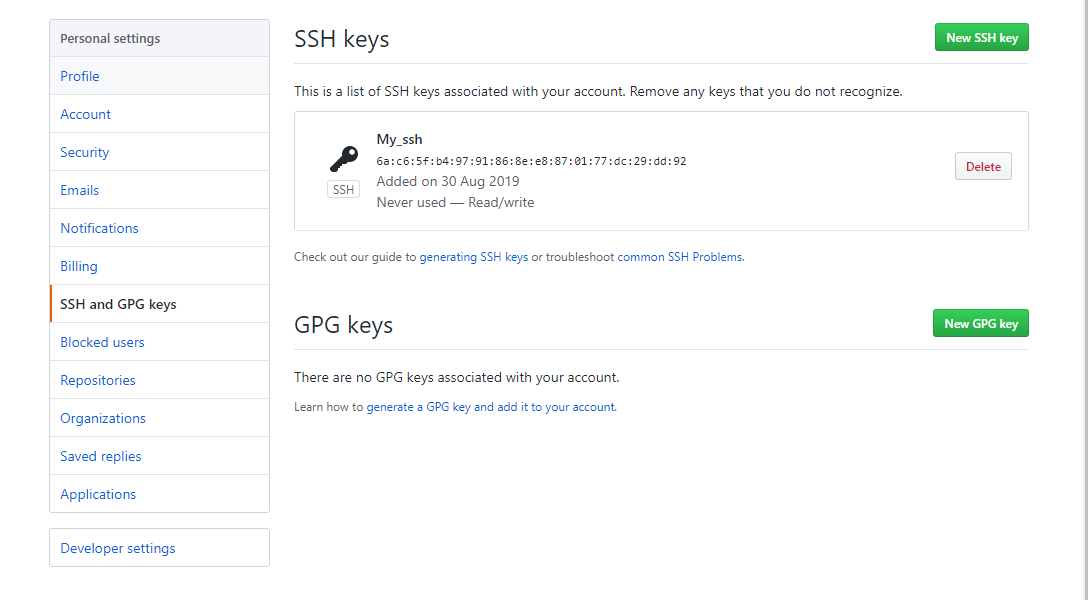 Personal settings
Profile
Account
Security
Emails
Notifications
Billing
SSH and GPG keys
Blocked users
Repositories
Organizations
Saved replies
Applications
Developer settings
SSH keys
New SSH key
This is a list of SSH keys associated with your account. Remove any keys that you do not recognize.
SSH
My_ssh
6a:c6:5f:b4:97:91:86:8e:e8:87:01:77:dc:29:dd:92
Added on 30 Aug 2019
Never used — Read/write
Delete
Check out our guide to generating SSH keys or troubleshoot common SSH Problems.
GPG keys
New GPG key
There are no GPG keys associated with your account.
Learn how to generate a GPG key and add it to your account.